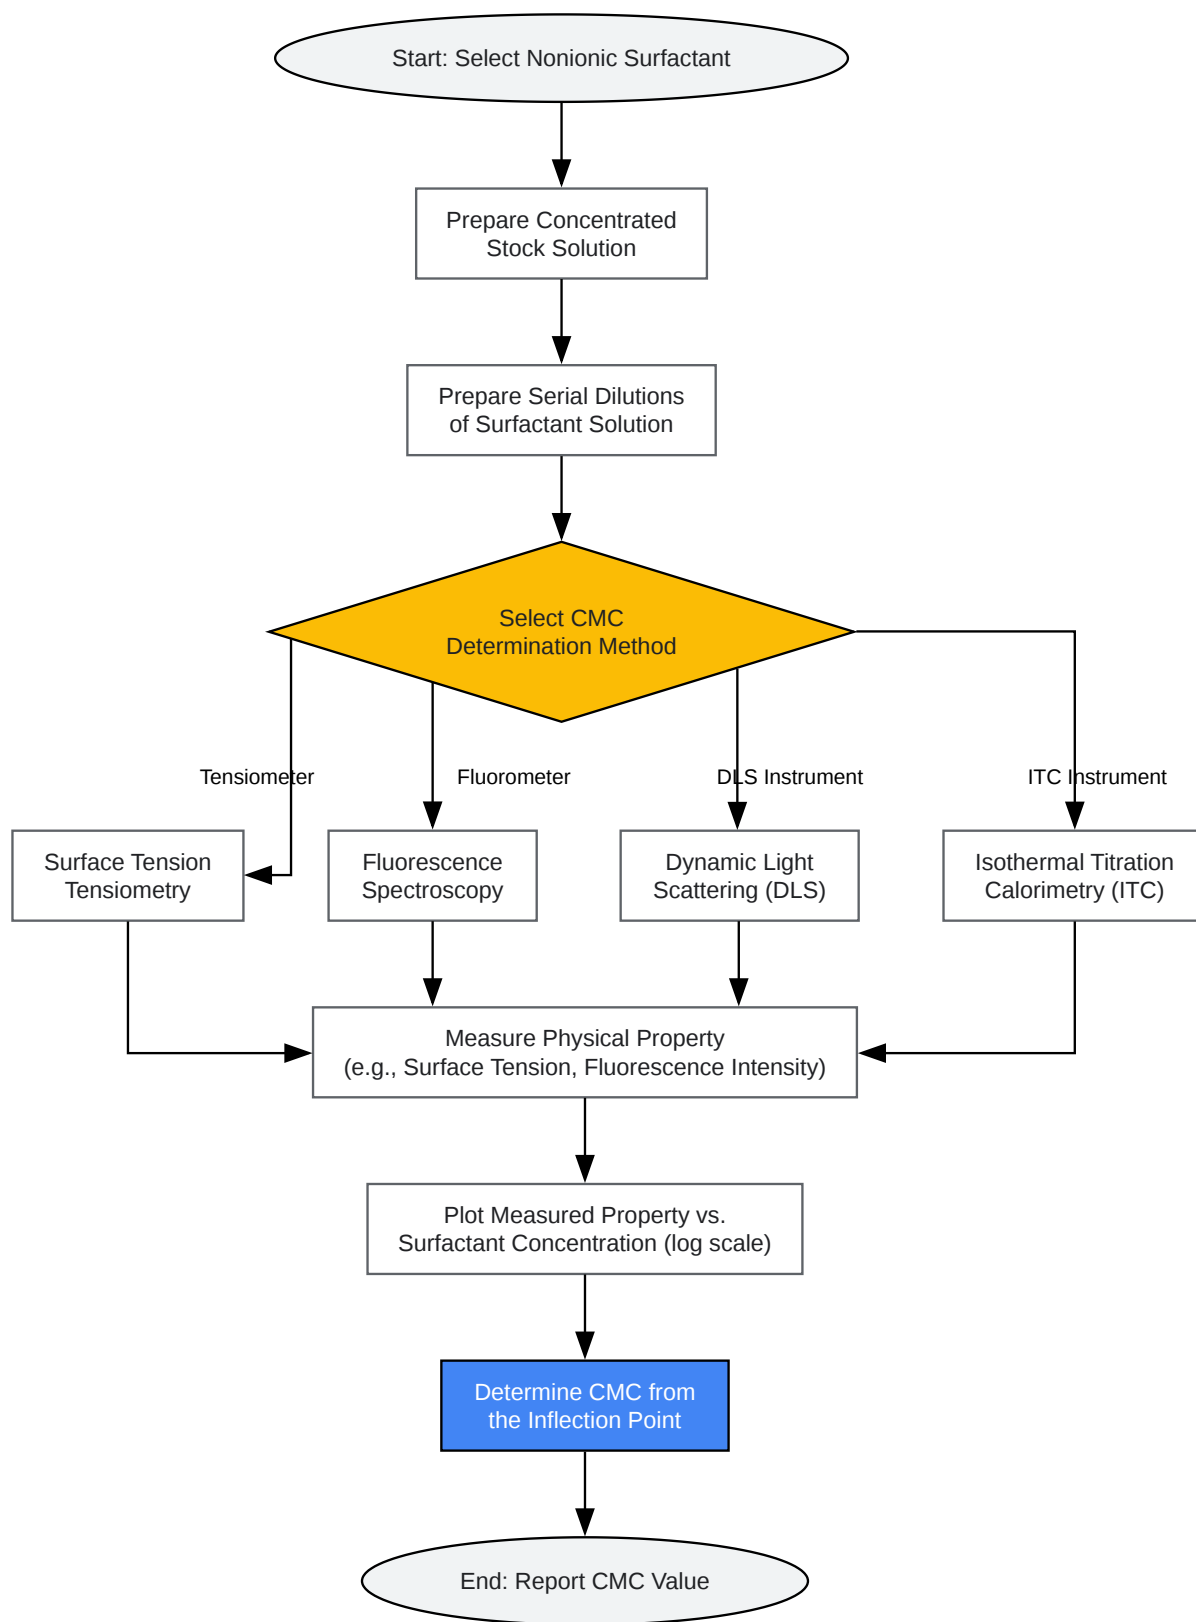 Start: Select Nonionic Surfactant
Prepare Concentrated
Stock Solution
Prepare Serial Dilutions
of Surfactant Solution
Select CMC
Determination Method
Tensiometer
Fluorometer
DLS Instrument
ITC Instrument
Surface Tension
Tensiometry
Fluorescence
Spectroscopy
Dynamic Light
Scattering (DLS)
Isothermal Titration
Calorimetry (ITC)
Measure Physical Property
(e.g., Surface Tension, Fluorescence Intensity)
Plot Measured Property vs.
Surfactant Concentration (log scale)
Determine CMC from
the Inflection Point
End: Report CMC Value